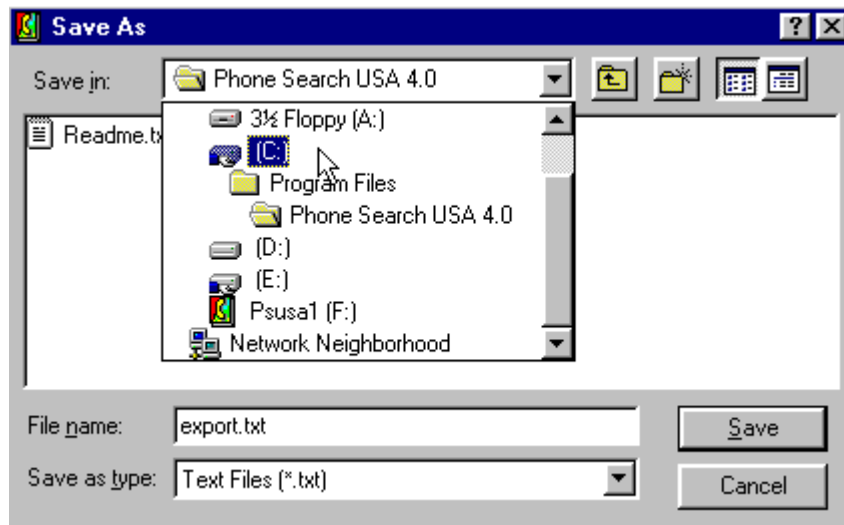 Save As
Save in: Phone Search USA 4.0
3½ Floppy (A:)
Readme.t
(C:)
Program Files
Phone Search USA 4.0
(D:)
(E:)
Psusa1 (F:)
Network Neighborhood
File name: export.txt Save
Save as type: Text Files (*.txt) Cancel